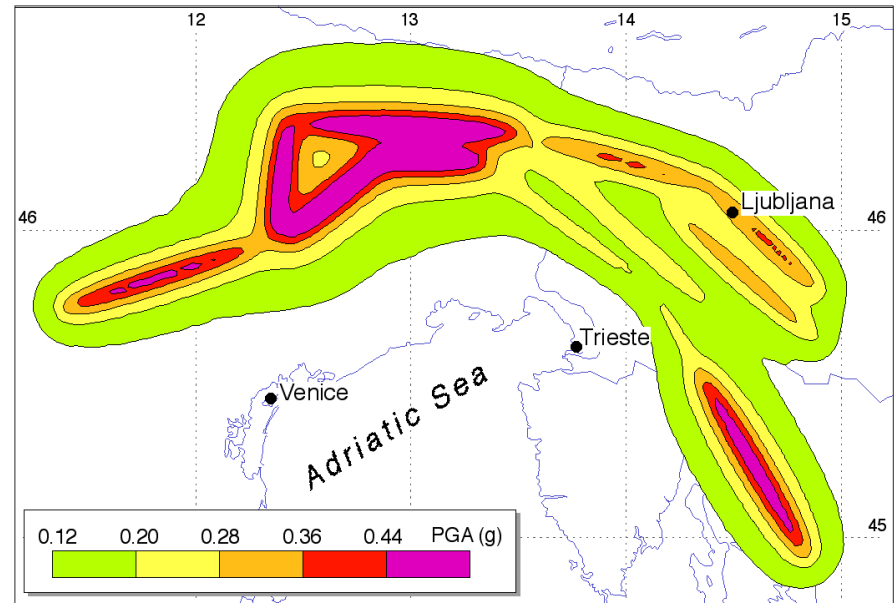 12 13 14 15
46 46
Ljubljana
Trieste
Venice
Adriatic Sea
45
0.12 0.20 0.28 0.36 0.44 PGA (g)